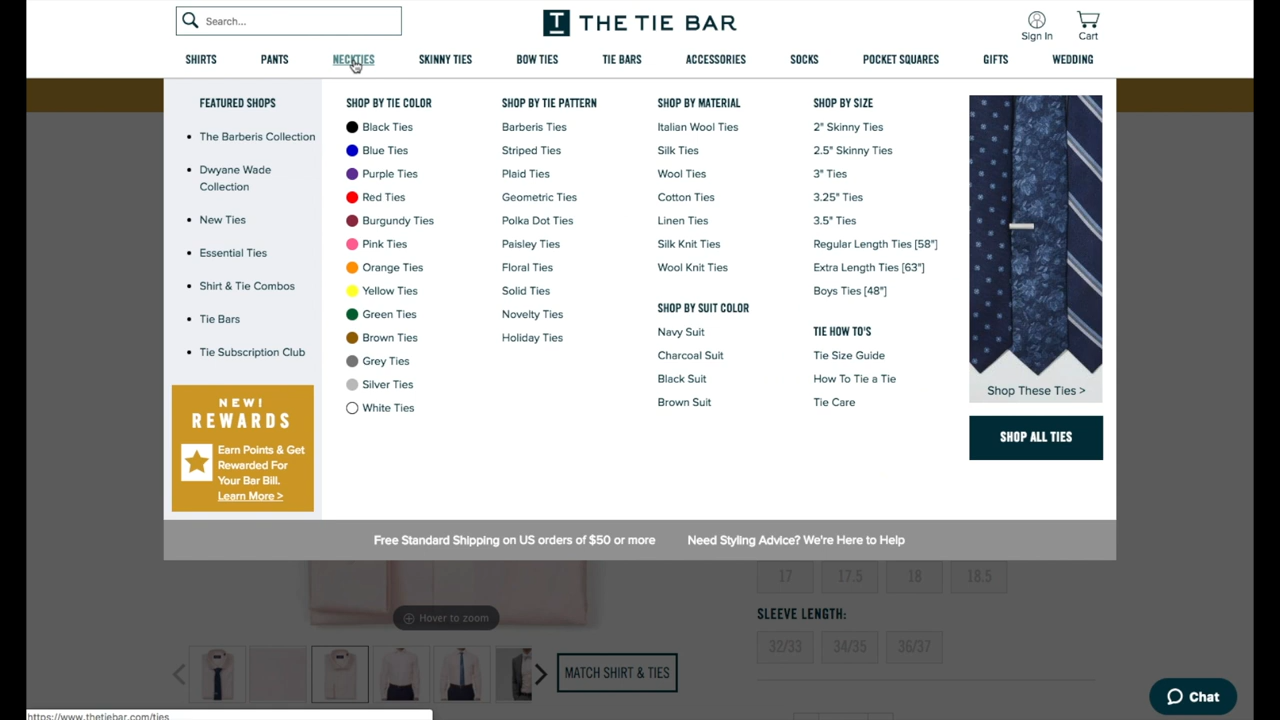 Search...
THE TIE BAR
Sign In
Cart
SHIRTS PANTS NECKTIES SKINNY TIES BOW TIES TIE BARS ACCESSORIES SOCKS POCKET SQUARES GIFTS WEDDING
FEATURED SHOPS
The Barberis Collection
Dwyane Wade
Collection
New Ties
Essential Ties
Shirt & Tie Combos
Tie Bars
Tie Subscription Club
NEW!
REWARDS
Earn Points & Get
Rewarded For
Your Bar Bill.
Learn More >
SHOP BY TIE COLOR
Black Ties
Blue Ties
Purple Ties
Red Ties
Burgundy Ties
Pink Ties
Orange Ties
Yellow Ties
Green Ties
Brown Ties
Grey Ties
Silver Ties
White Ties
SHOP BY TIE PATTERN
Barberis Ties
Striped Ties
Plaid Ties
Geometric Ties
Polka Dot Ties
Paisley Ties
Floral Ties
Solid Ties
Novelty Ties
Holiday Ties
SHOP BY MATERIAL
Italian Wool Ties
Silk Ties
Wool Ties
Cotton Ties
Linen Ties
Silk Knit Ties
Wool Knit Ties
SHOP BY SUIT COLOR
Navy Suit
Charcoal Suit
Black Suit
Brown Suit
SHOP BY SIZE
2" Skinny Ties
2.5" Skinny Ties
3" Ties
3.25" Ties
3.5" Ties
Regular Length Ties [58"]
Extra Length Ties [63"]
Boys Ties [48"]
TIE HOW TO'S
Tie Size Guide
How To Tie a Tie
Tie Care
Shop These Ties >
SHOP ALL TIES
Free Standard Shipping on US orders of $50 or more
Need Styling Advice? We're Here to Help
17 17.5 18 18.5
SLEEVE LENGTH:
32/33 34/35 36/37
Hover to zoom
MATCH SHIRT & TIES
Chat
https://www.thetiebar.com/ties